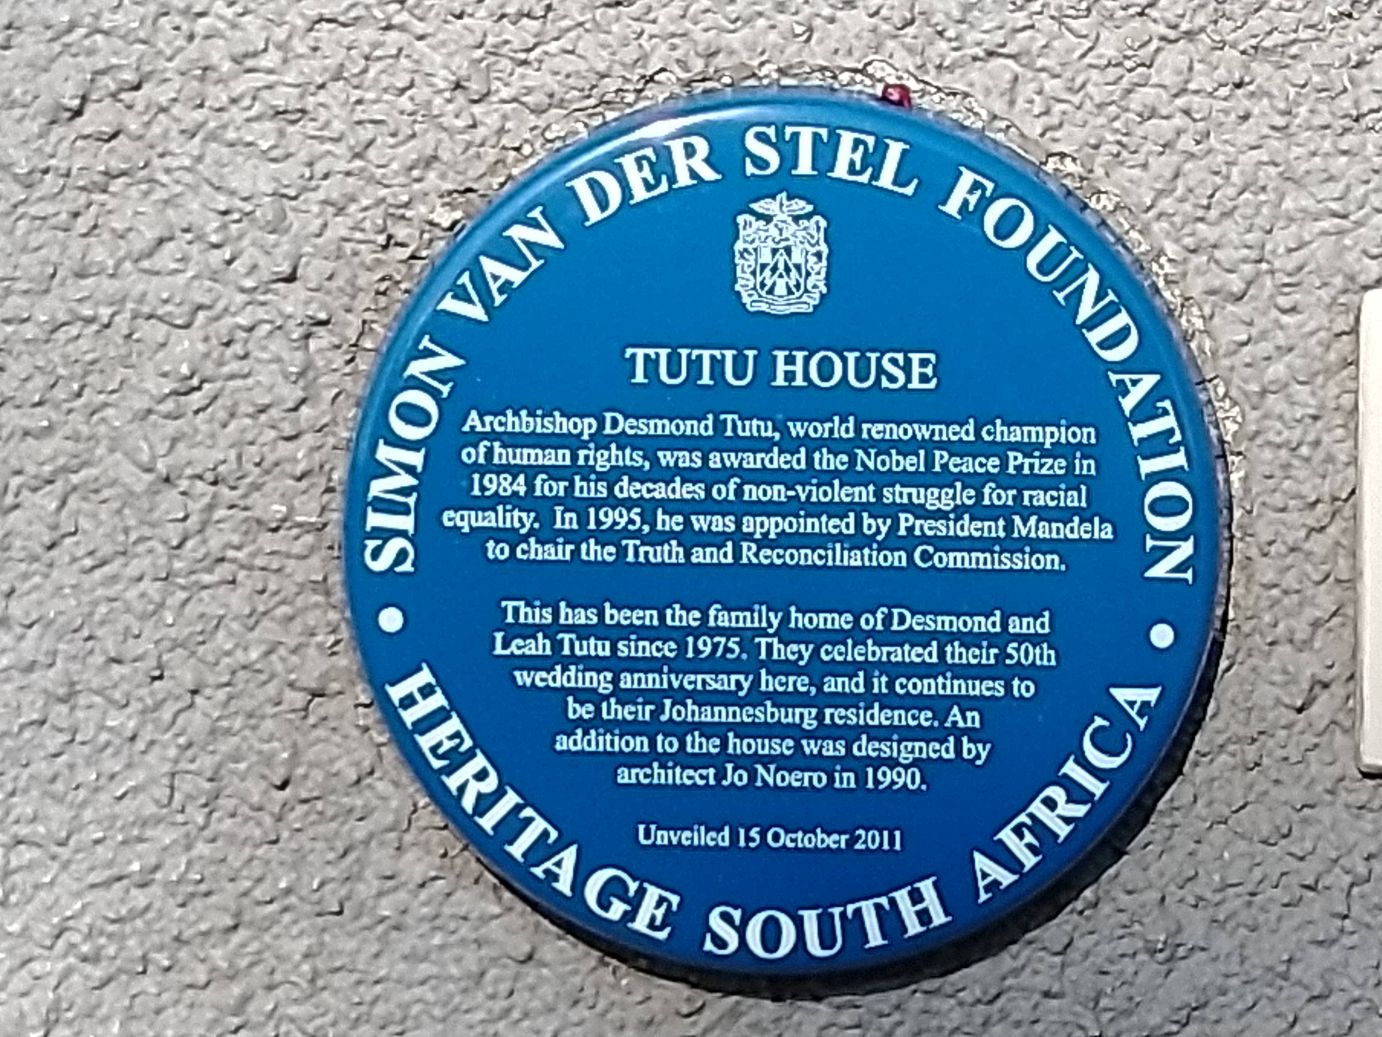 SIMON VAN DER STEL FOUNDATION
TUTU HOUSE
Archbishop Desmond Tutu, world renowned champion
of human rights, was awarded the Nobel Peace Prize in
1984 for his decades of non-violent struggle for racial
equality. In 1995, he was appointed by President Mandela
to chair the Truth and Reconciliation Commission.
This has been the family home of Desmond and
Leah Tutu since 1975. They celebrated their 50th
wedding anniversary here, and it continues to
be their Johannesburg residence. An
addition to the house was designed by
architect Jo Noero in 1990.
Unveiled 15 October 2011
• HERITAGE SOUTH AFRICA •